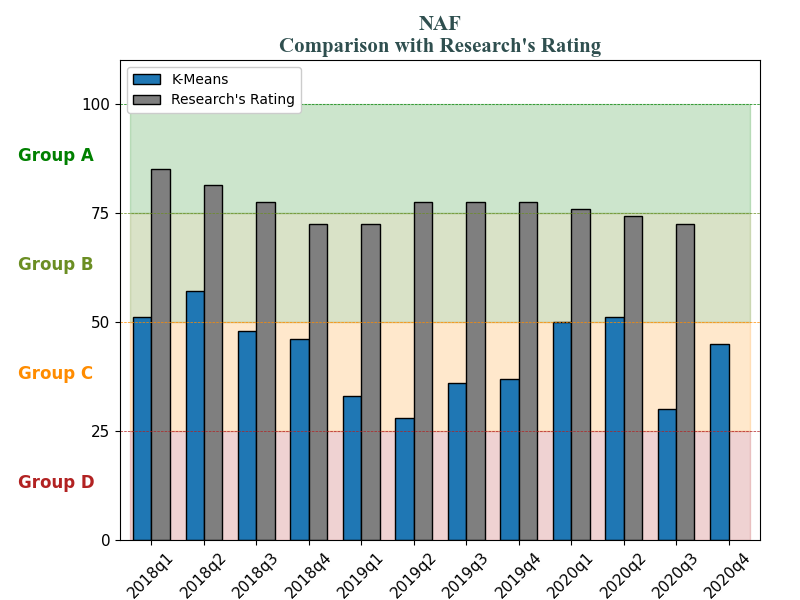 NAF
Comparison with Research's Rating
K-Means
Research's Rating
100
Group A
75
Group B
50
Group C
25
Group D
0
2018q1
2018q2
2018q3
2018q4
2019q1
2019q2
2019q3
2019q4
2020q1
2020q2
2020q3
2020q4